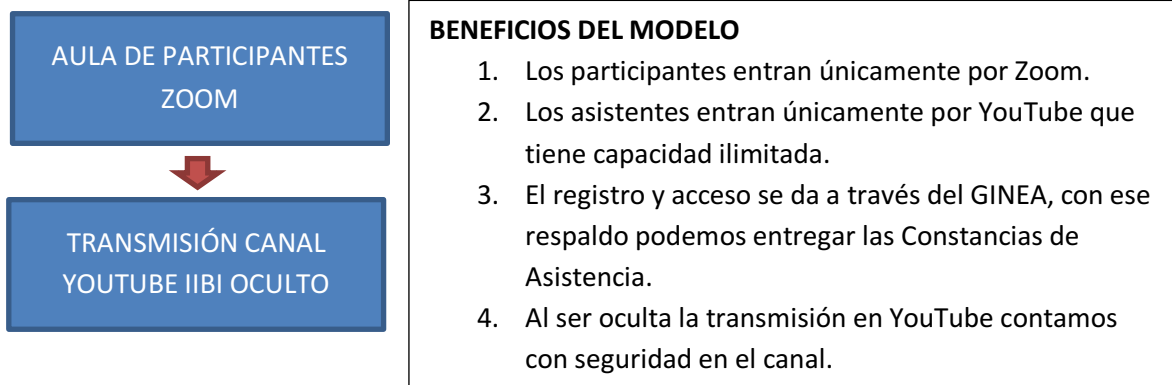 AULA DE PARTICIPANTES
ZOOM
TRANSMISIÓN CANAL
YOUTUBE IIBI OCULTO
BENEFICIOS DEL MODELO
1. Los participantes entran únicamente por Zoom.
2. Los asistentes entran únicamente por YouTube que
tiene capacidad ilimitada.
3. El registro y acceso se da a través del GINEA, con ese
respaldo podemos entregar las Constancias de
Asistencia.
4. Al ser oculta la transmisión en YouTube contamos
con seguridad en el canal.